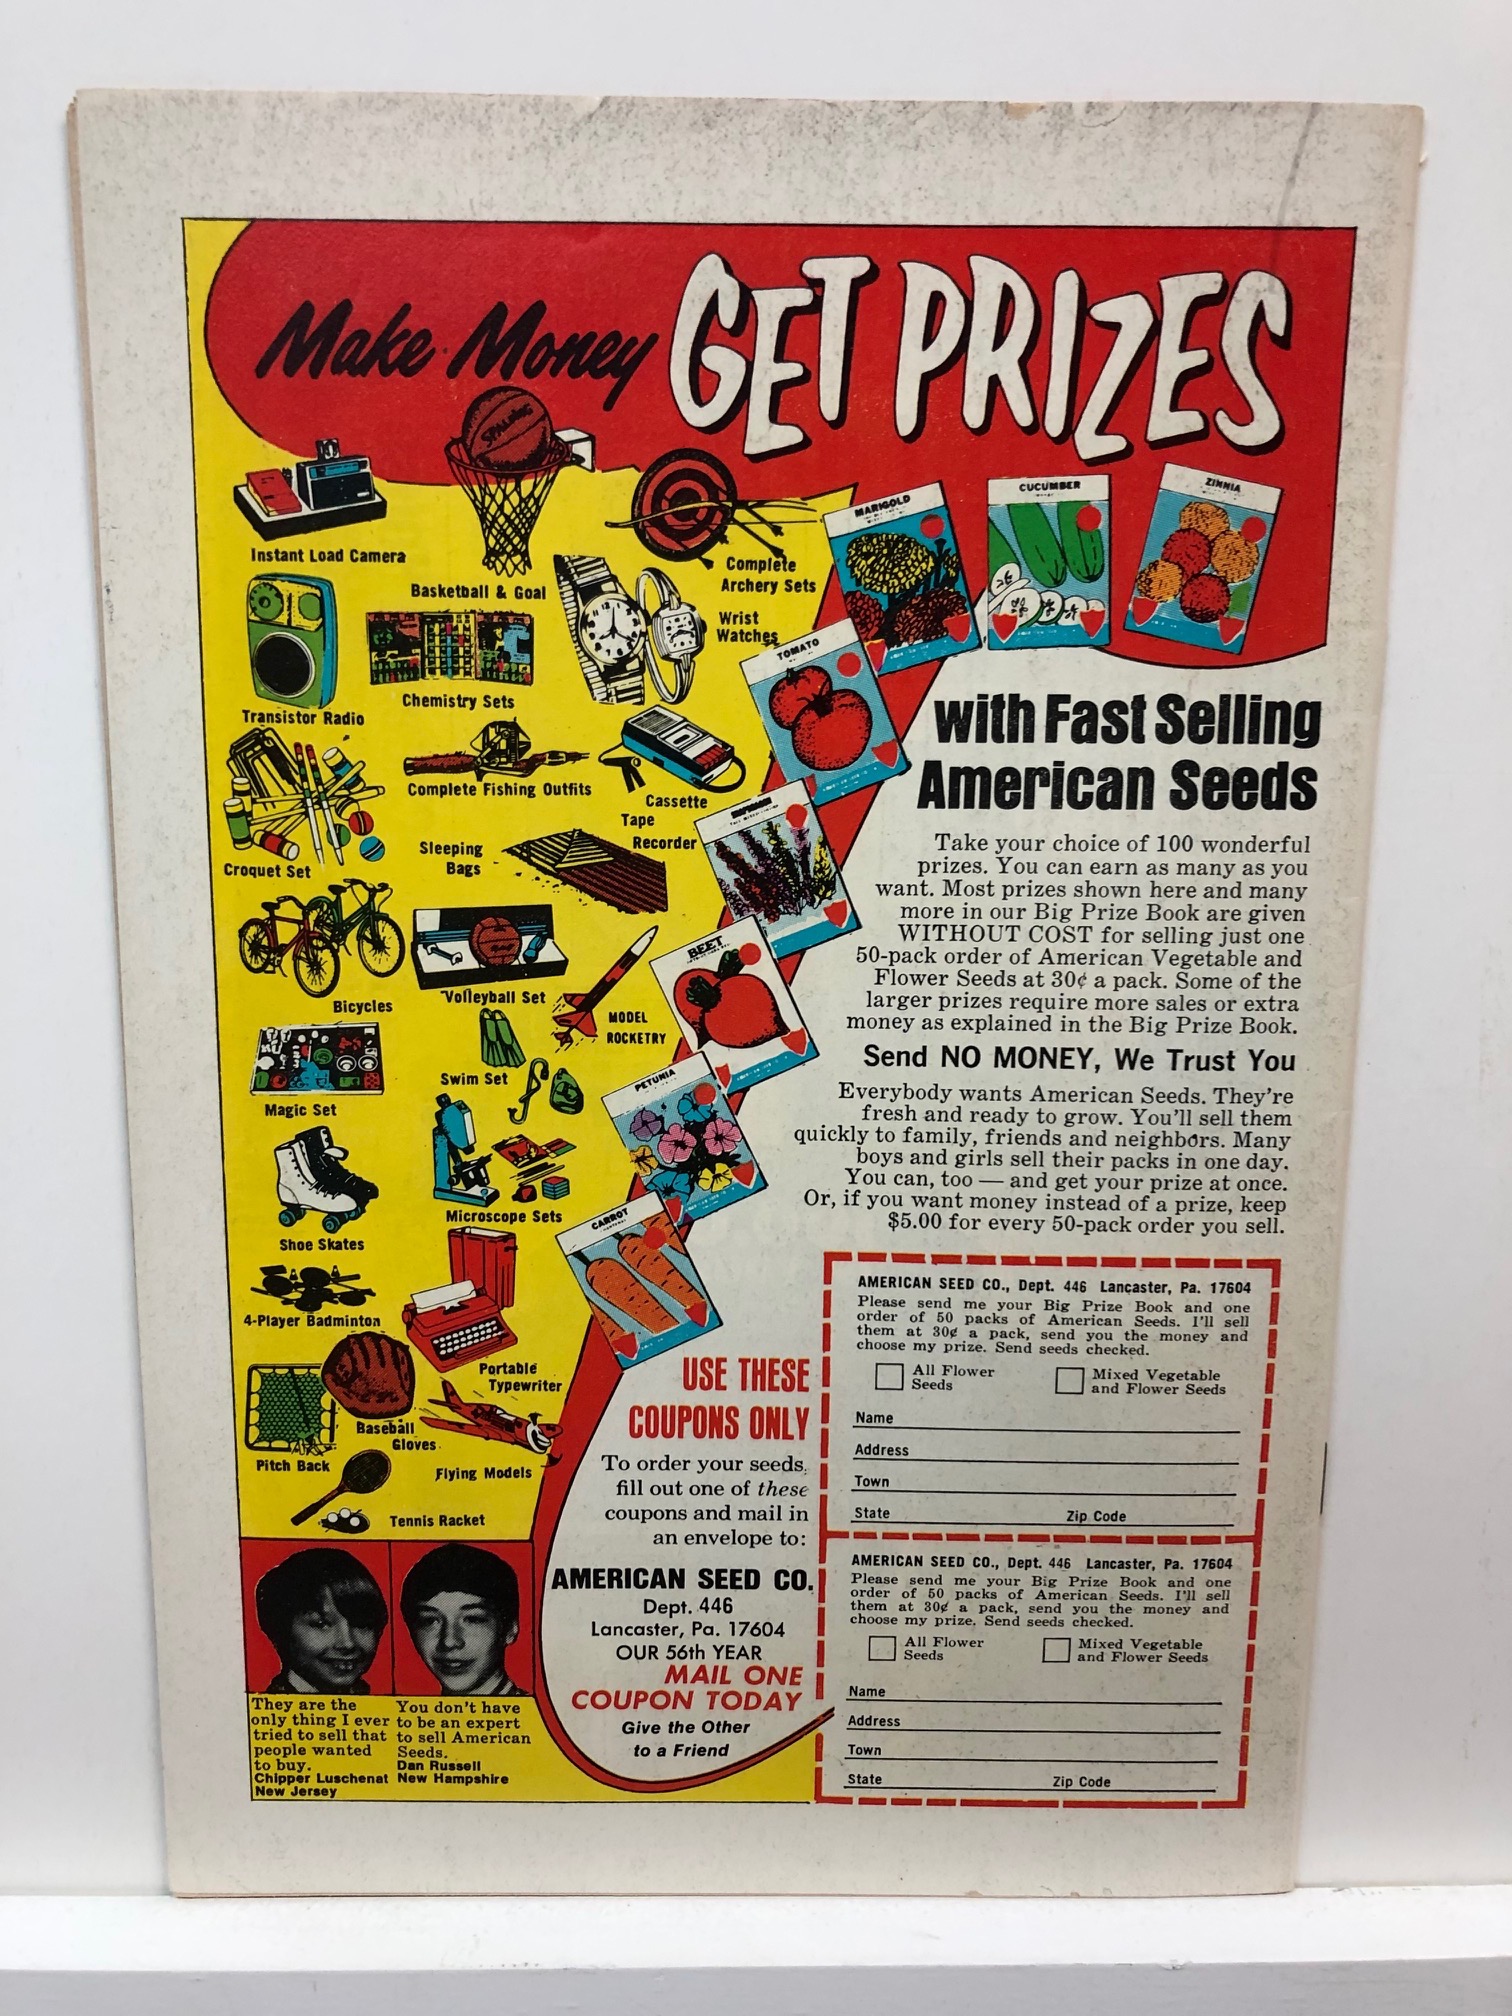 Make Money GET PRIZES
SPALDING
Instant Load Camera
Basketball & Goal
Complete
Archery Sets
Wrist
Watches
Transistor Radio
Chemistry Sets
Complete Fishing Outfits
Cassette
Tape
Recorder
Croquet Set
Sleeping
Bags
Bicycles
Volleyball Set
MODEL
ROCKETRY
Magic Set
Swim Set
Shoe Skates
Microscope Sets
4-Player Badminton
Portable
Typewriter
Baseball
Gloves
Pitch Back
Flying Models
Tennis Racket
MARIGOLD
CUCUMBER
ZINNIA
TOMATO
BEET
PETUNIA
CARROT
with Fast Selling
American Seeds
Take your choice of 100 wonderful
prizes. You can earn as many as you
want. Most prizes shown here and many
more in our Big Prize Book are given
WITHOUT COST for selling just one
50-pack order of American Vegetable and
Flower Seeds at 30¢ a pack. Some of the
larger prizes require more sales or extra
money as explained in the Big Prize Book.
Send NO MONEY, We Trust You
Everybody wants American Seeds. They're
fresh and ready to grow. You'll sell them
quickly to family, friends and neighbors. Many
boys and girls sell their packs in one day.
You can, too — and get your prize at once.
Or, if you want money instead of a prize, keep
$5.00 for every 50-pack order you sell.
USE THESE
COUPONS ONLY
To order your seeds,
fill out one of these
coupons and mail in
an envelope to:
AMERICAN SEED CO.
Dept. 446
Lancaster, Pa. 17604
OUR 56th YEAR
MAIL ONE
COUPON TODAY
Give the Other
to a Friend
AMERICAN SEED CO., Dept. 446 Lancaster, Pa. 17604
Please send me your Big Prize Book and one
order of 50 packs of American Seeds. I'll sell
them at 30¢ a pack, send you the money and
choose my prize. Send seeds checked.
All Flower
Seeds
Mixed Vegetable
and Flower Seeds
Name
Address
Town
State Zip Code
AMERICAN SEED CO., Dept. 446 Lancaster, Pa. 17604
Please send me your Big Prize Book and one
order of 50 packs of American Seeds. I'll sell
them at 30¢ a pack, send you the money and
choose my prize. Send seeds checked.
All Flower
Seeds
Mixed Vegetable
and Flower Seeds
Name
Address
Town
State Zip Code
They are the
only thing I ever
tried to sell that
people wanted
to buy.
Chipper Luschenat
New Jersey
You don't have
to be an expert
to sell American
Seeds.
Dan Russell
New Hampshire